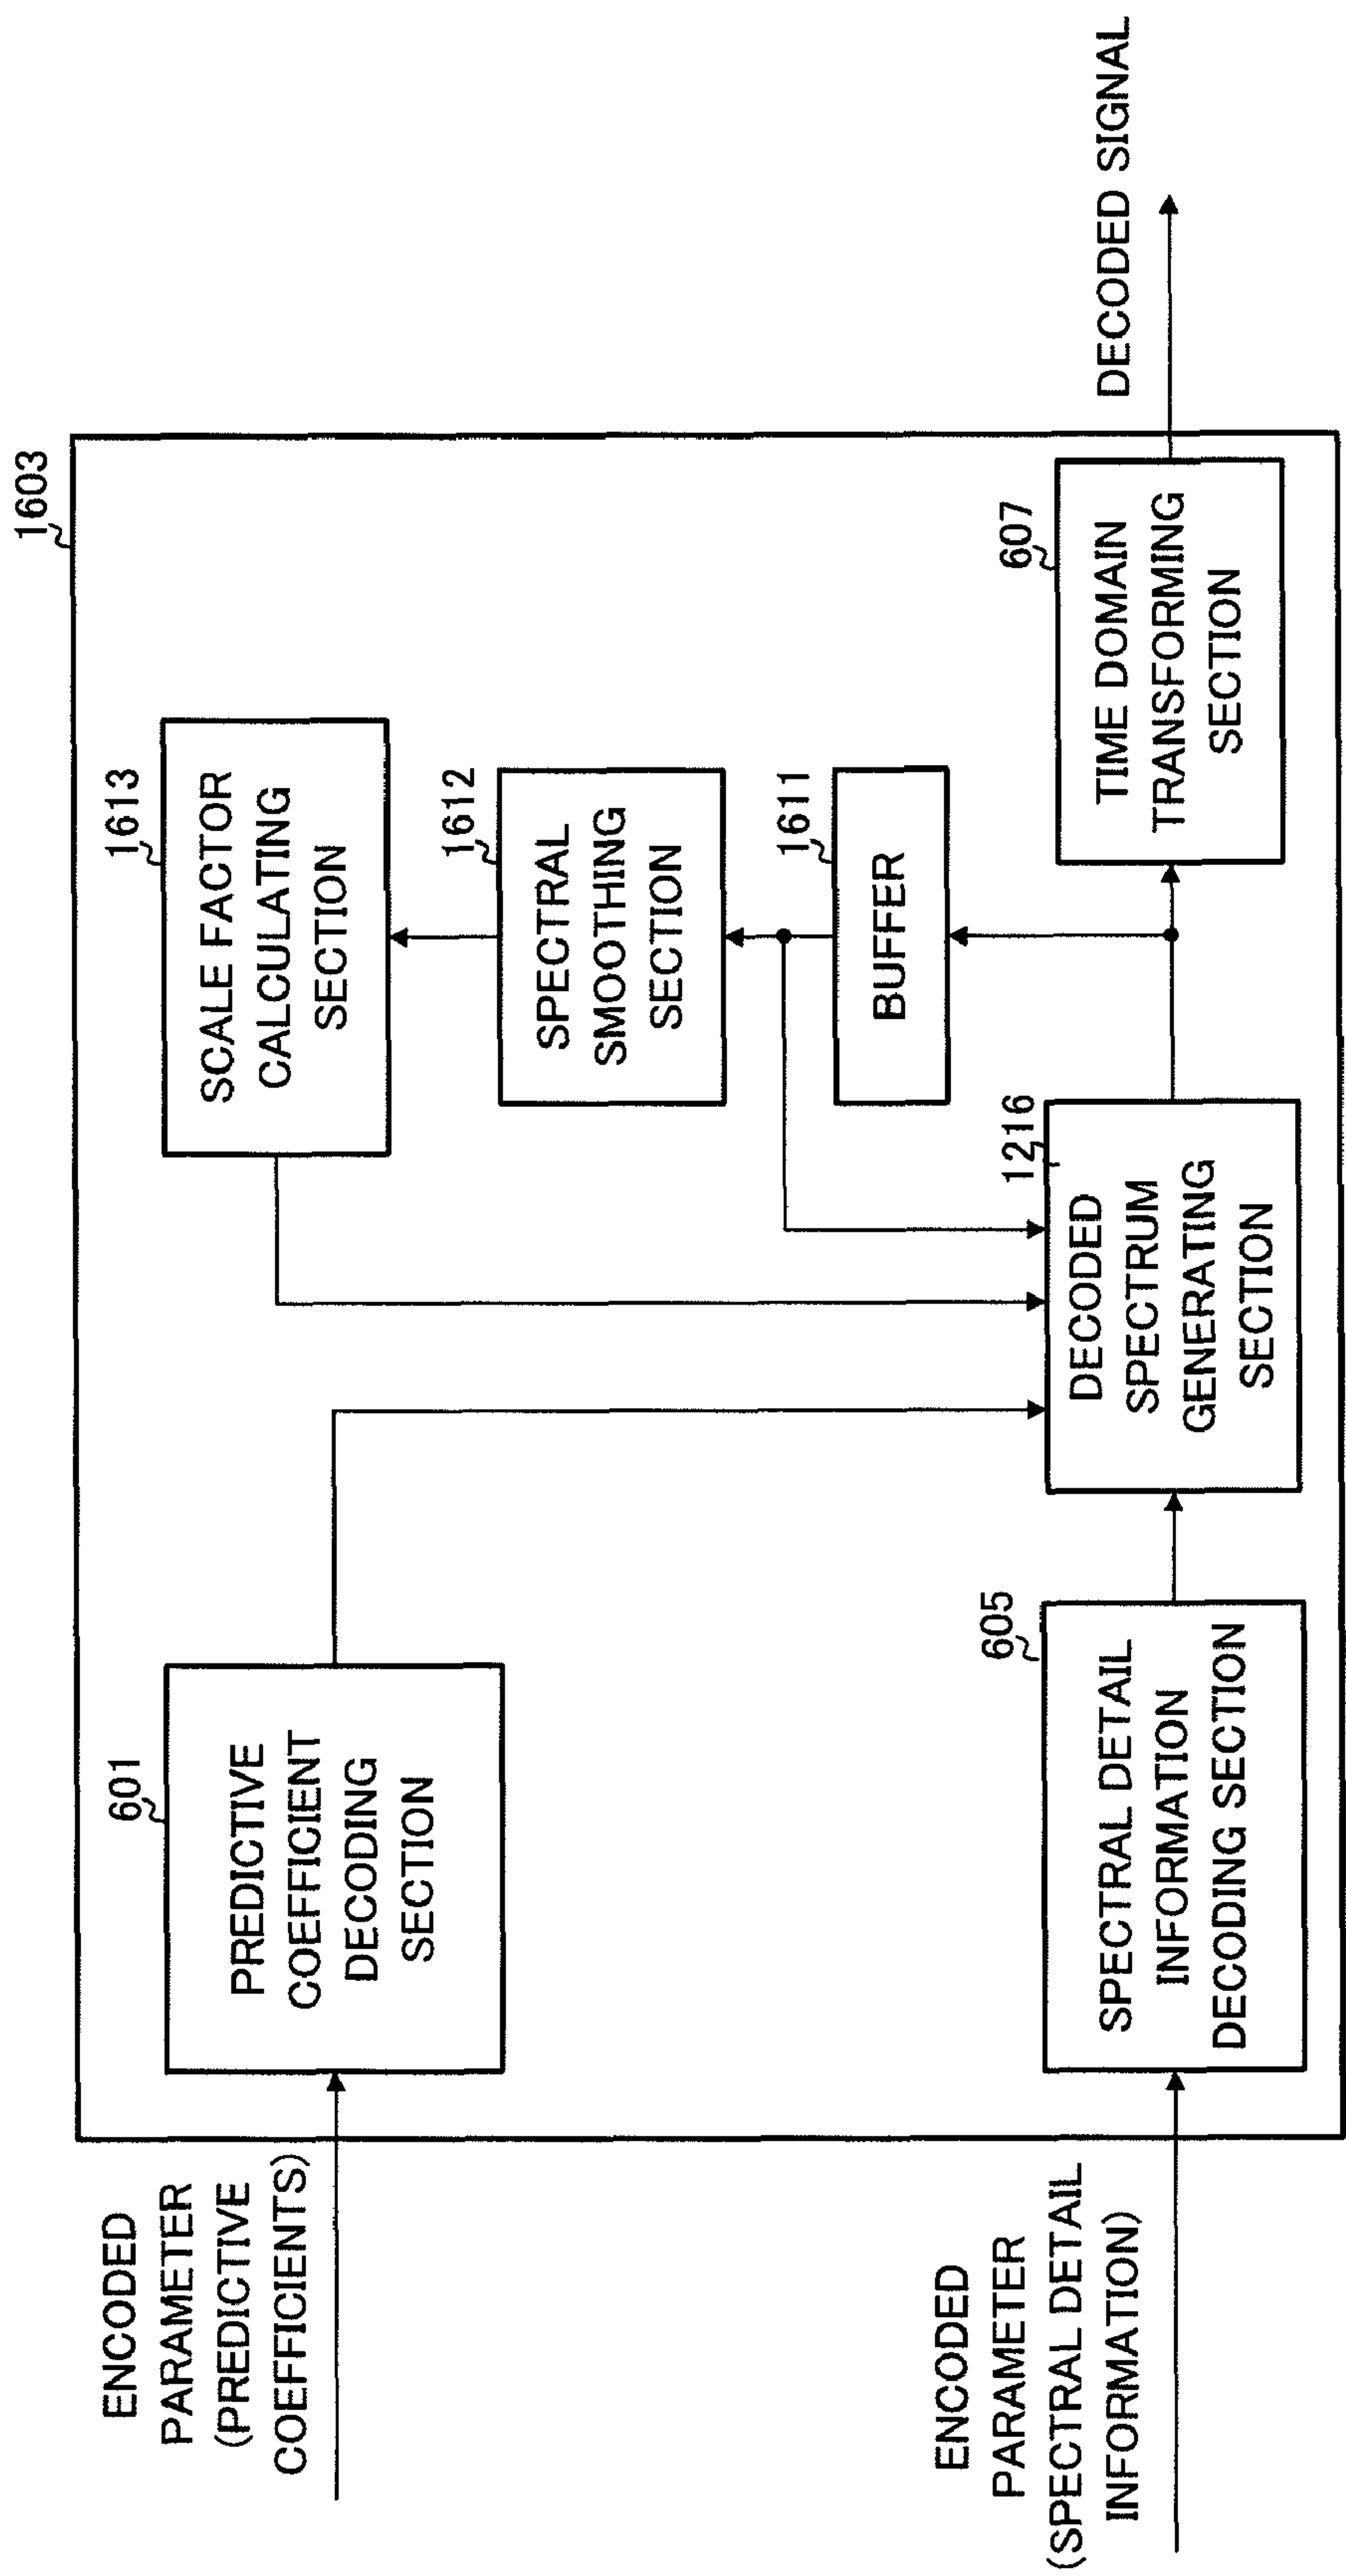 1603
ENCODED
PARAMETER
(PREDICTIVE
COEFFICIENTS)
601
PREDICTIVE
COEFFICIENT
DECODING
SECTION
1613
SCALE FACTOR
CALCULATING
SECTION
1612
SPECTRAL
SMOOTHING
SECTION
1611
BUFFER
ENCODED
PARAMETER
(SPECTRAL DETAIL
INFORMATION)
605
SPECTRAL DETAIL
INFORMATION
DECODING SECTION
1216
DECODED
SPECTRUM
GENERATING
SECTION
607
TIME DOMAIN
TRANSFORMING
SECTION
DECODED SIGNAL